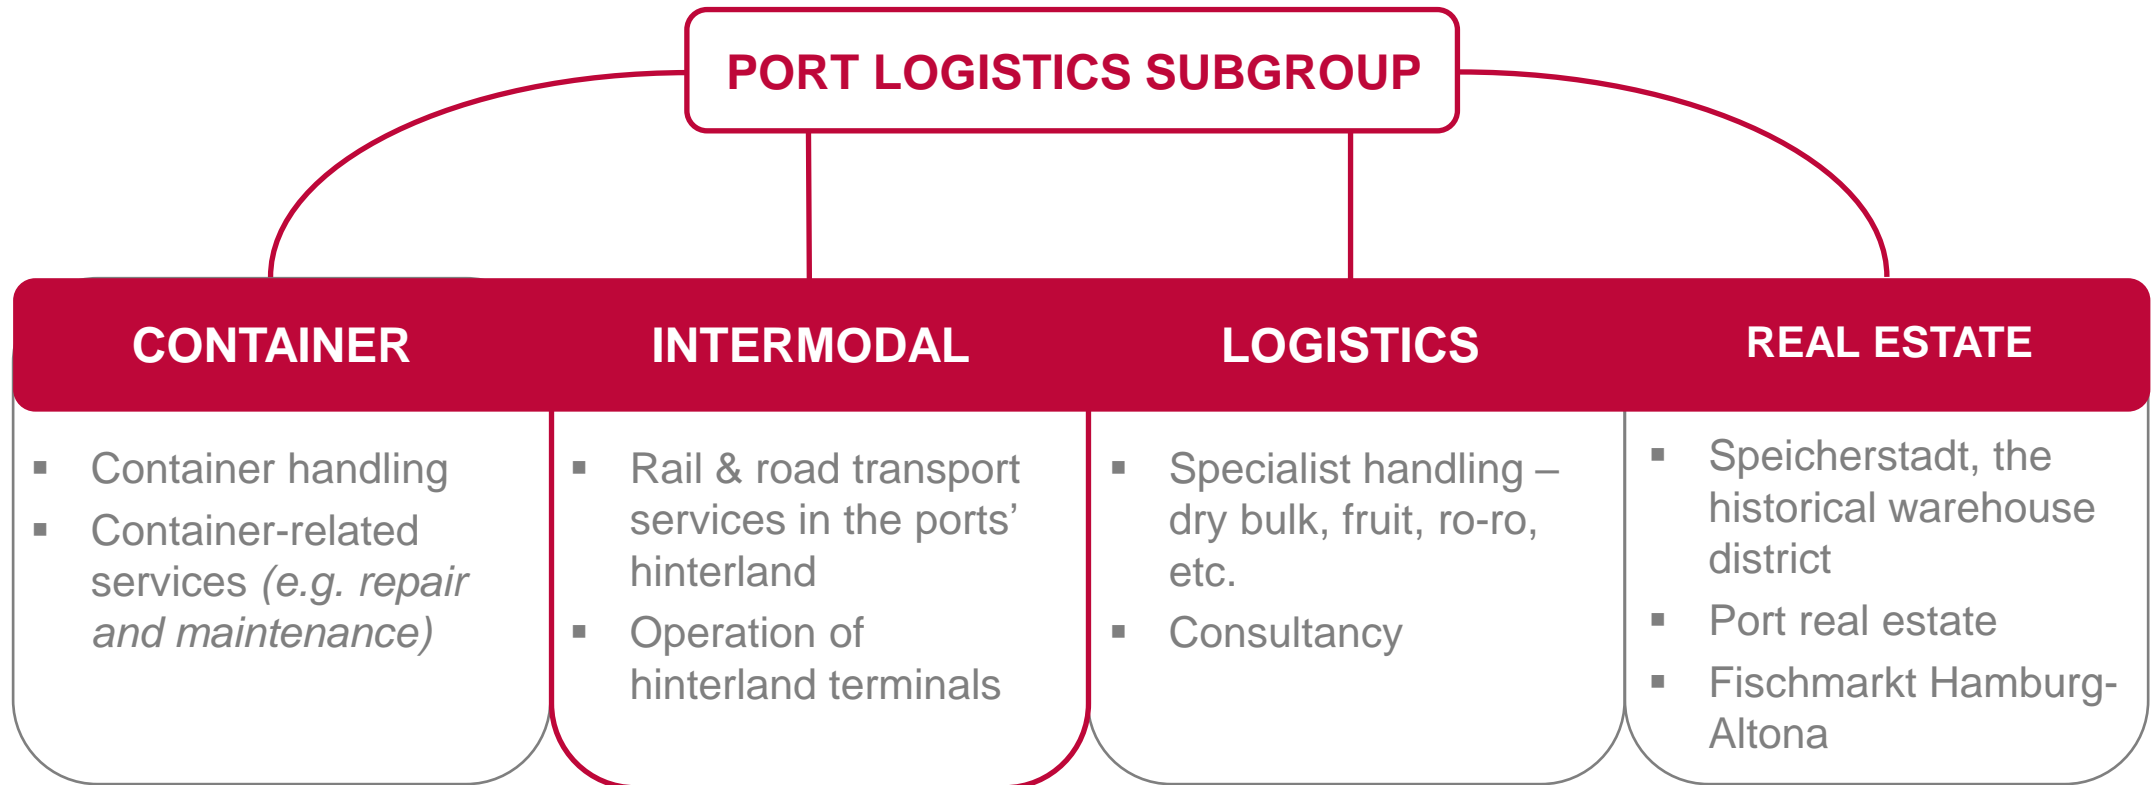 PORT LOGISTICS SUBGROUP
CONTAINER
INTERMODAL
LOGISTICS
REAL ESTATE
▪ Container handling
▪ Container-related
services (e.g. repair
and maintenance)
▪ Rail & road transport
services in the ports’
hinterland
▪ Operation of
hinterland terminals
▪ Specialist handling –
dry bulk, fruit, ro-ro,
etc.
▪ Consultancy
▪ Speicherstadt, the
historical warehouse
district
▪ Port real estate
▪ Fischmarkt Hamburg-
Altona